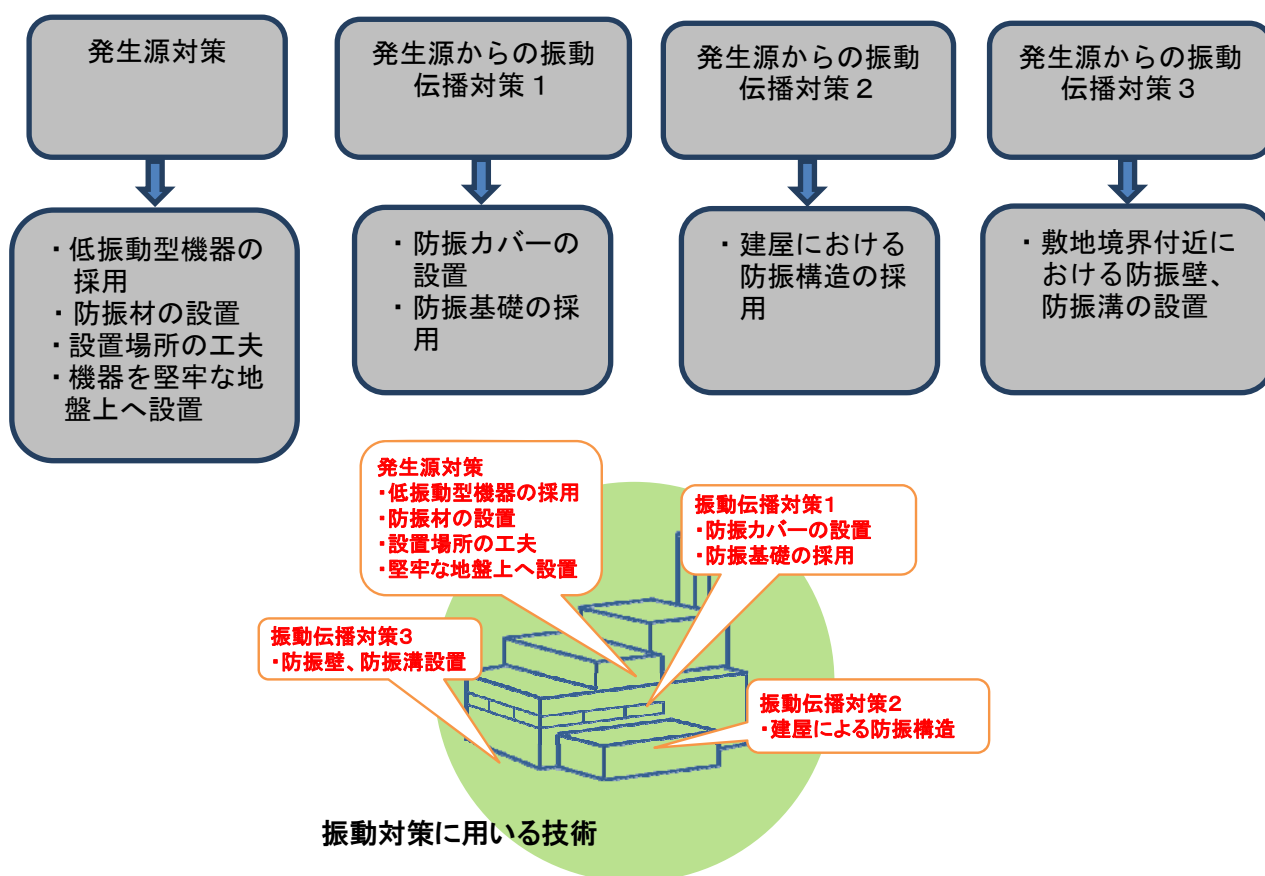 発生源対策
発生源からの振動
伝播対策１
発生源からの振動
伝播対策２
発生源からの振動
伝播対策３
・低振動型機器の
採用
・防振材の設置
・設置場所の工夫
・機器を堅牢な地
盤上へ設置
・防振カバーの
設置
・防振基礎の採
用
・建屋における
防振構造の採
用
・敷地境界付近に
おける防振壁、
防振溝の設置
発生源対策
・低振動型機器の採用
・防振材の設置
・設置場所の工夫
・堅牢な地盤上へ設置
振動伝播対策1
・防振カバーの設置
・防振基礎の採用
振動伝播対策3
・防振壁、防振溝設置
振動伝播対策2
・建屋による防振構造
振動対策に用いる技術